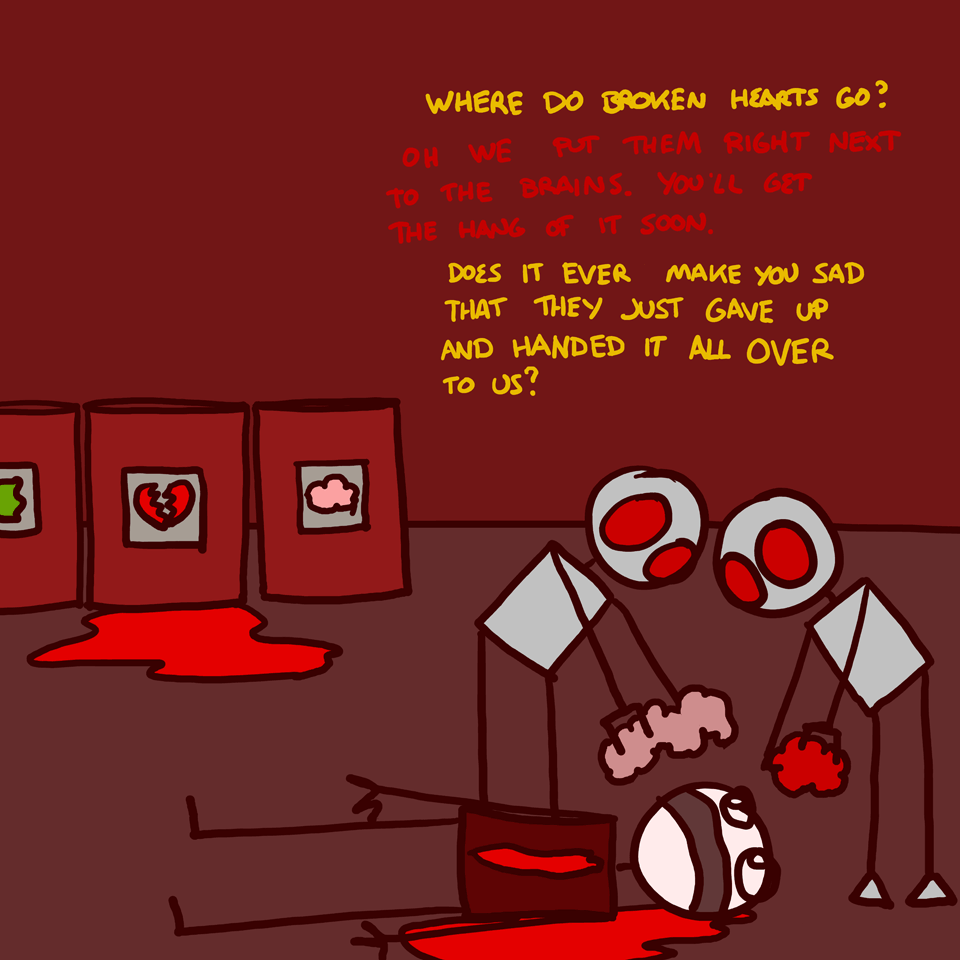 WHERE DO BROKEN HEARTS GO?
OH WE PUT THEM RIGHT NEXT
TO THE BRAINS. YOU'LL GET
THE HANG OF IT SOON.
DOES IT EVER MAKE YOU SAD
THAT THEY JUST GAVE UP
AND HANDED IT ALL OVER
TO US?